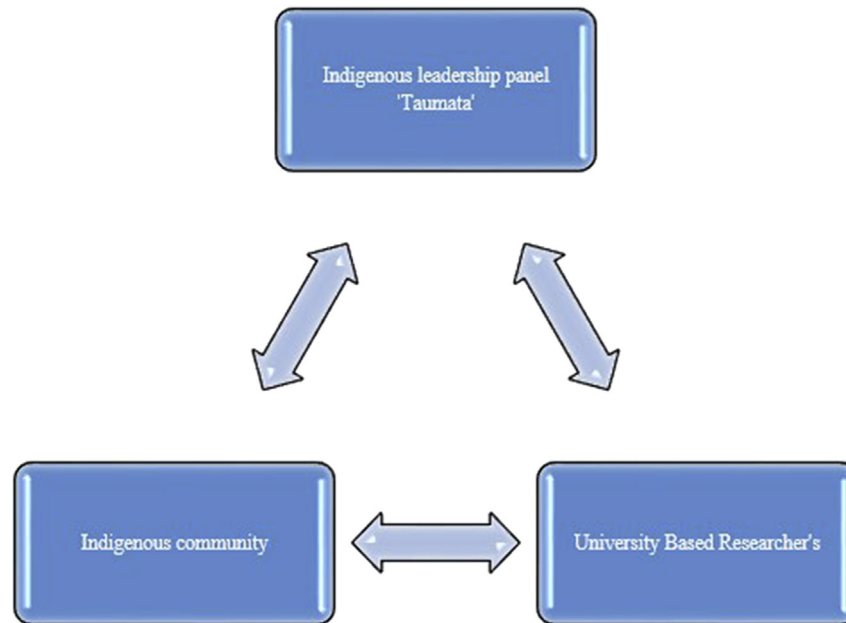 Indigenous leadership panel
'Taumata'
Indigenous community
University Based Researcher's